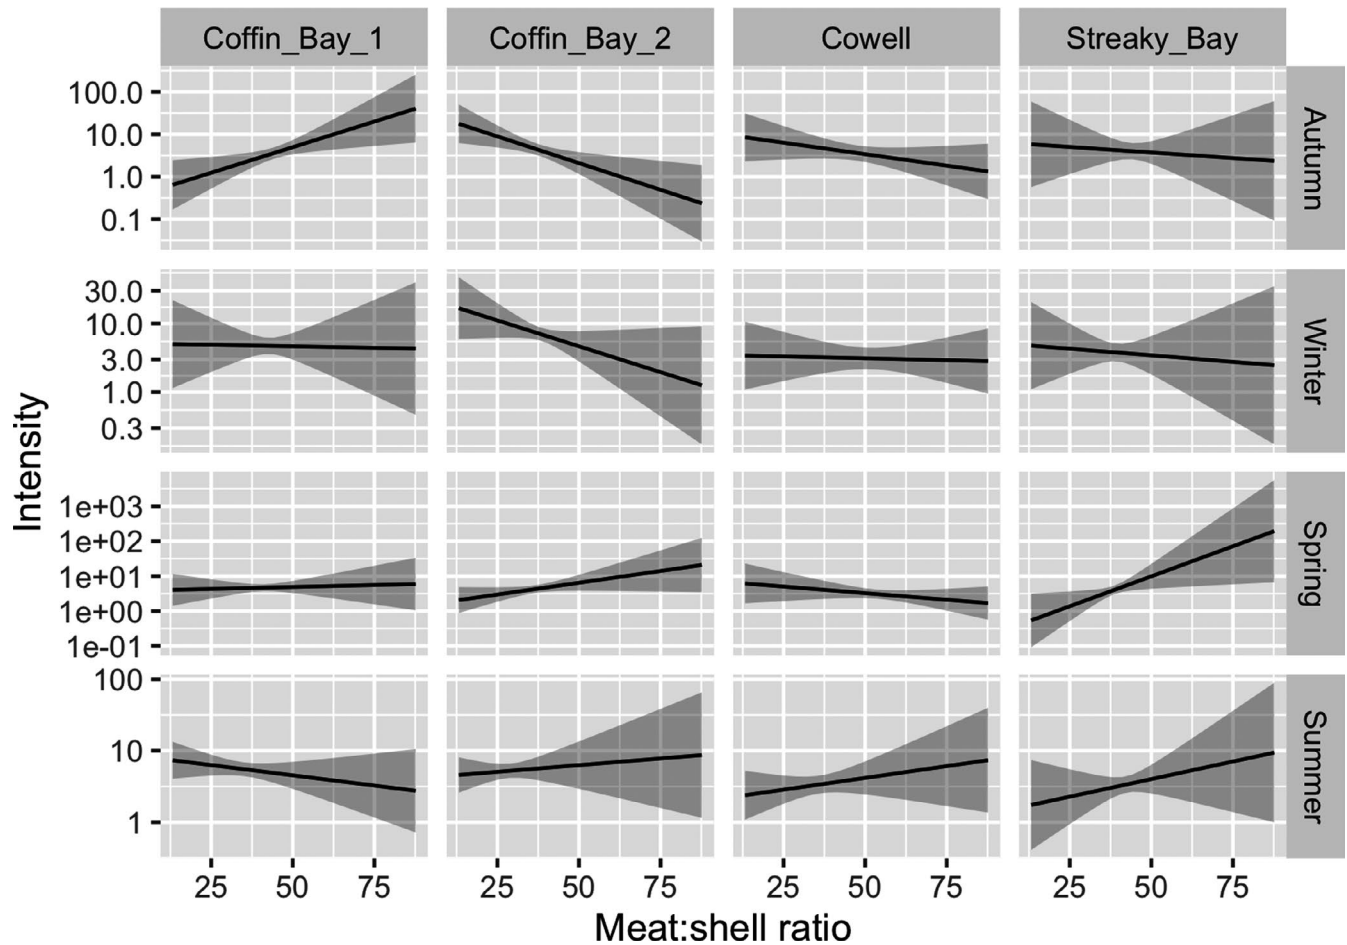 Coffin_Bay_1 Coffin_Bay_2 Cowell Streaky_Bay
100.0
10.0
1.0
0.1
Autumn
30.0
10.0
3.0
1.0
0.3
Winter
Intensity
1e+03
1e+02
1e+01
1e+00
1e-01
Spring
100
10
1
Summer
25 50 75 25 50 75 25 50 75 25 50 75
Meat:shell ratio